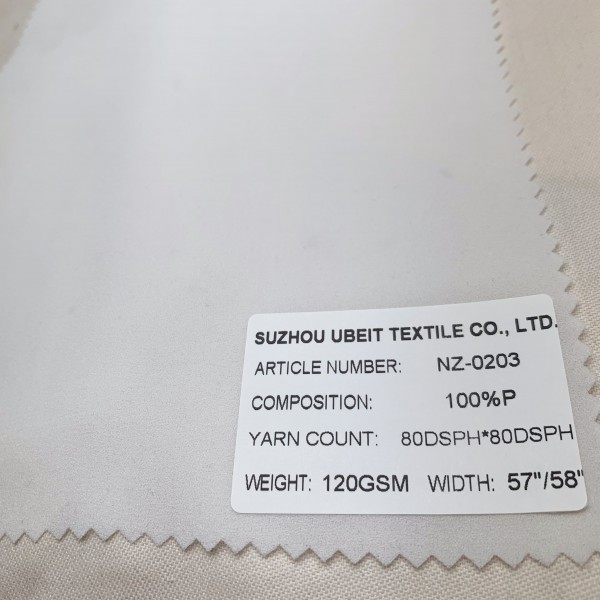 SUZHOU UBEIT TEXTILE CO., LTD.
ARTICLE NUMBER: NZ-0203
COMPOSITION: 100%P
YARN COUNT: 80DSPH*80DSPH
WEIGHT: 120GSM WIDTH: 57"/58"